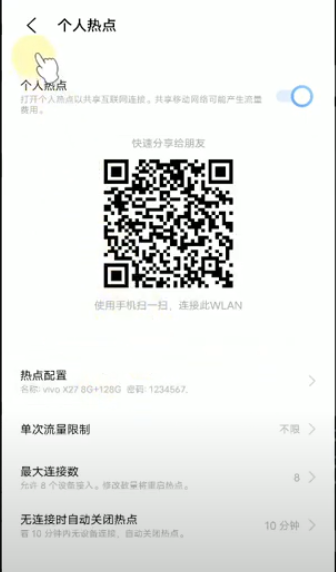 个人热点
个人热点
打开个人热点以共享互联网连接。共享移动网络可能产生流量
费用。
快速分享给朋友
使用手机扫一扫，连接此WLAN
热点配置
名称: vivo X27 8G+128G 密码: 1234567.
单次流量限制
不限
最大连接数
允许 8 个设备接入。修改数量将重启热点。
8
无连接时自动关闭热点
若 10 分钟内无设备连接，自动关闭热点。
10 分钟